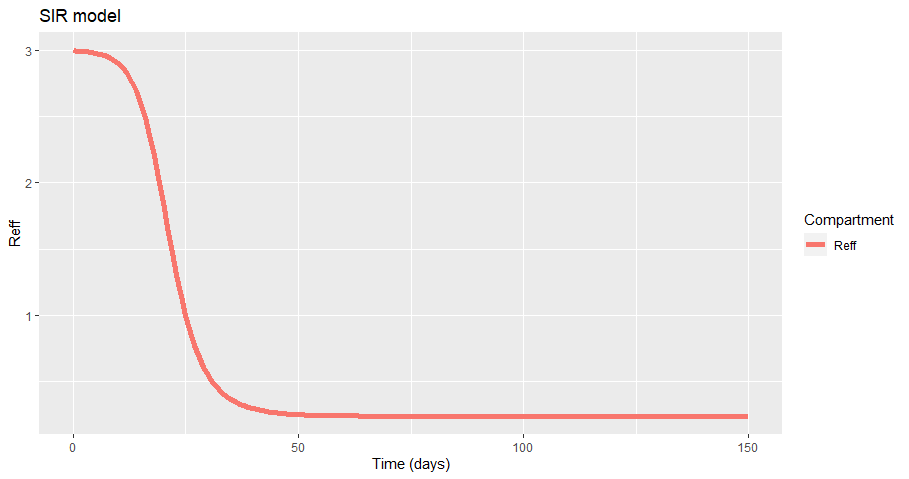 SIR model
Reff
3
2
1
0
50
100
150
Time (days)
Compartment
Reff